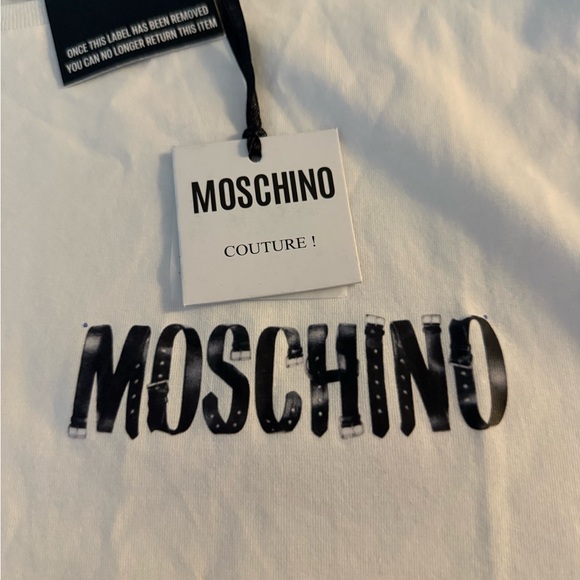 ONCE THIS LABEL HAS BEEN REMOVED
YOU CAN NO LONGER RETURN THIS ITEM
MOSCHINO
COUTURE !
MOSCHINO